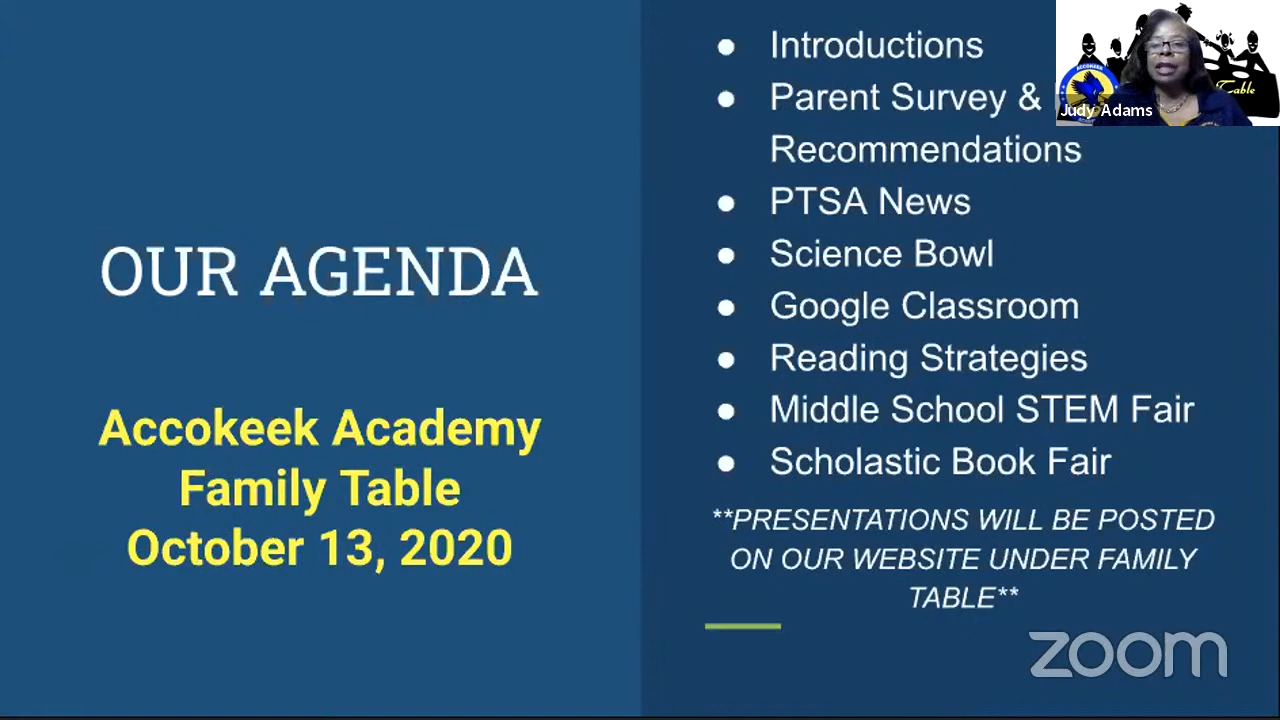 OUR AGENDA
Accokeek Academy
Family Table
October 13, 2020
● Introductions
● Parent Survey &
Recommendations
● PTSA News
● Science Bowl
● Google Classroom
● Reading Strategies
● Middle School STEM Fair
● Scholastic Book Fair
**PRESENTATIONS WILL BE POSTED
ON OUR WEBSITE UNDER FAMILY
TABLE**
ACCOKEEK
Table
Judy Adams
zoom